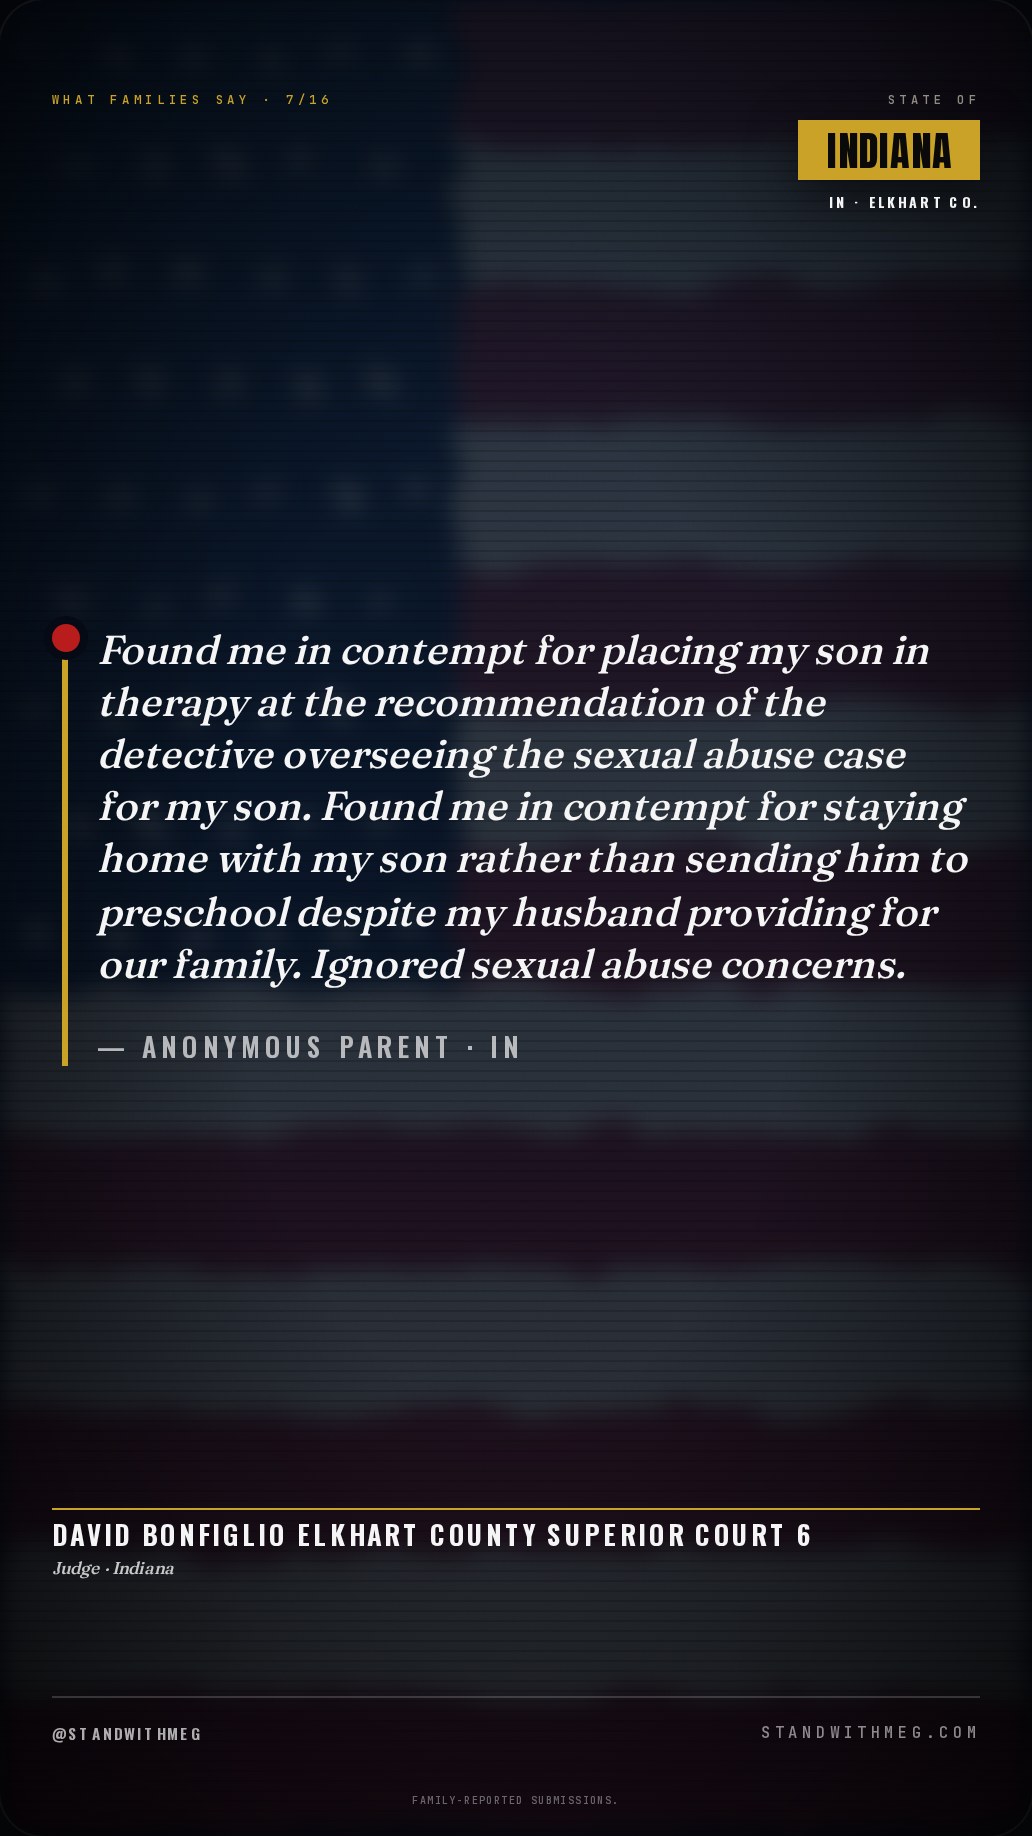 WHAT FAMILIES SAY · 7/16
STATE OF
INDIANA
IN · ELKHART CO.
Found me in contempt for placing my son in
therapy at the recommendation of the
detective overseeing the sexual abuse case
for my son. Found me in contempt for staying
home with my son rather than sending him to
preschool despite my husband providing for
our family. Ignored sexual abuse concerns.
— ANONYMOUS PARENT · IN
DAVID BONFIGLIO ELKHART COUNTY SUPERIOR COURT 6
Judge · Indiana
@STANDWITHMEG
STANDWITHMEG.COM
FAMILY-REPORTED SUBMISSIONS.